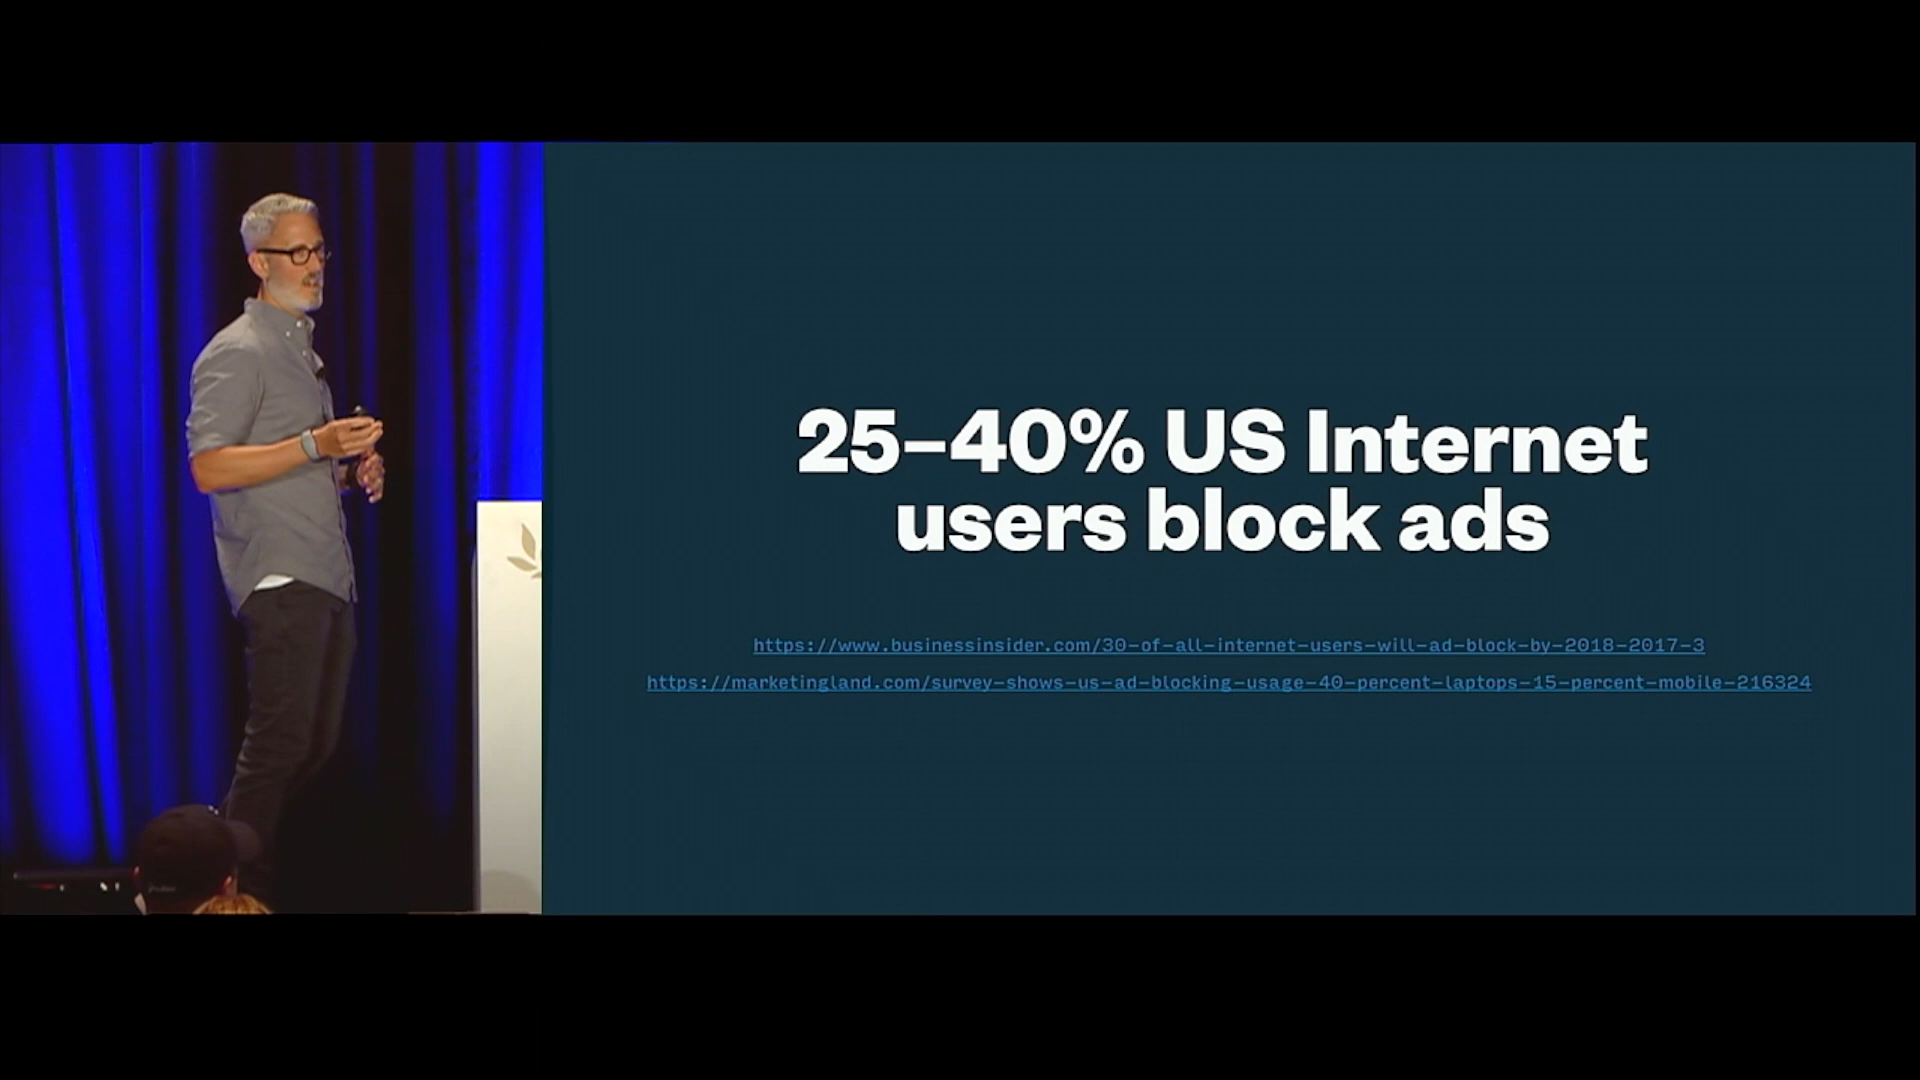 25–40% US Internet
users block ads
https://www.businessinsider.com/30-of-all-internet-users-will-ad-block-by-2018-2017-3
https://marketingland.com/survey-shows-us-ad-blocking-usage-40-percent-laptops-15-percent-mobile-216324